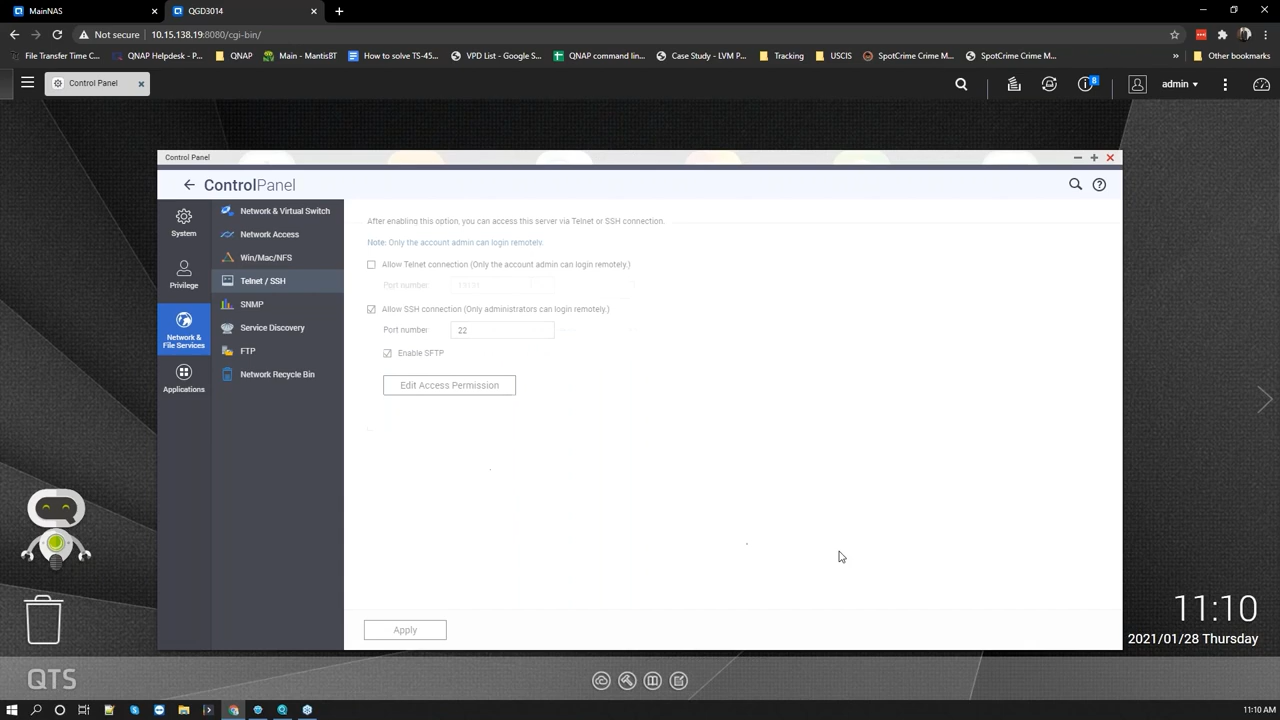 MainNAS
QGD3014
Not secure
10.15.138.19:8080/cgi-bin/
File Transfer Time C...
QNAP Helpdesk - P...
QNAP
Main - MantisBT
How to solve TS-45...
VPD List - Google S...
QNAP command lin...
Case Study - LVM P...
Tracking
USCIS
SpotCrime Crime M...
SpotCrime Crime M...
»
Other bookmarks
Control Panel
8
admin
Control Panel
ControlPanel
System
Privilege
Network &
File Services
Applications
Network & Virtual Switch
Network Access
Win/Mac/NFS
Telnet / SSH
SNMP
Service Discovery
FTP
Network Recycle Bin
After enabling this option, you can access this server via Telnet or SSH connection.
Note: Only the account admin can login remotely.
Allow Telnet connection (Only the account admin can login remotely.)
Port number 13131
Allow SSH connection (Only administrators can login remotely.)
Port number 22
Enable SFTP
Edit Access Permission
Apply
11:10
2021/01/28 Thursday
QTS
11:10 AM